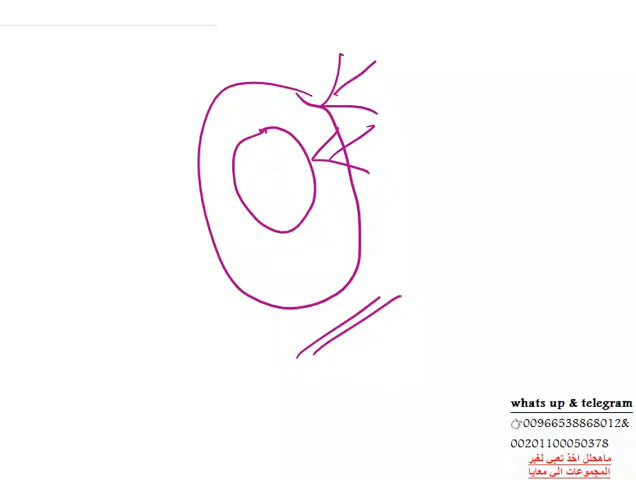 whats up & telegram
00966538868012&
00201100050378
ماهحلل اخذ تعبى لغير
المجموعات الى معايا